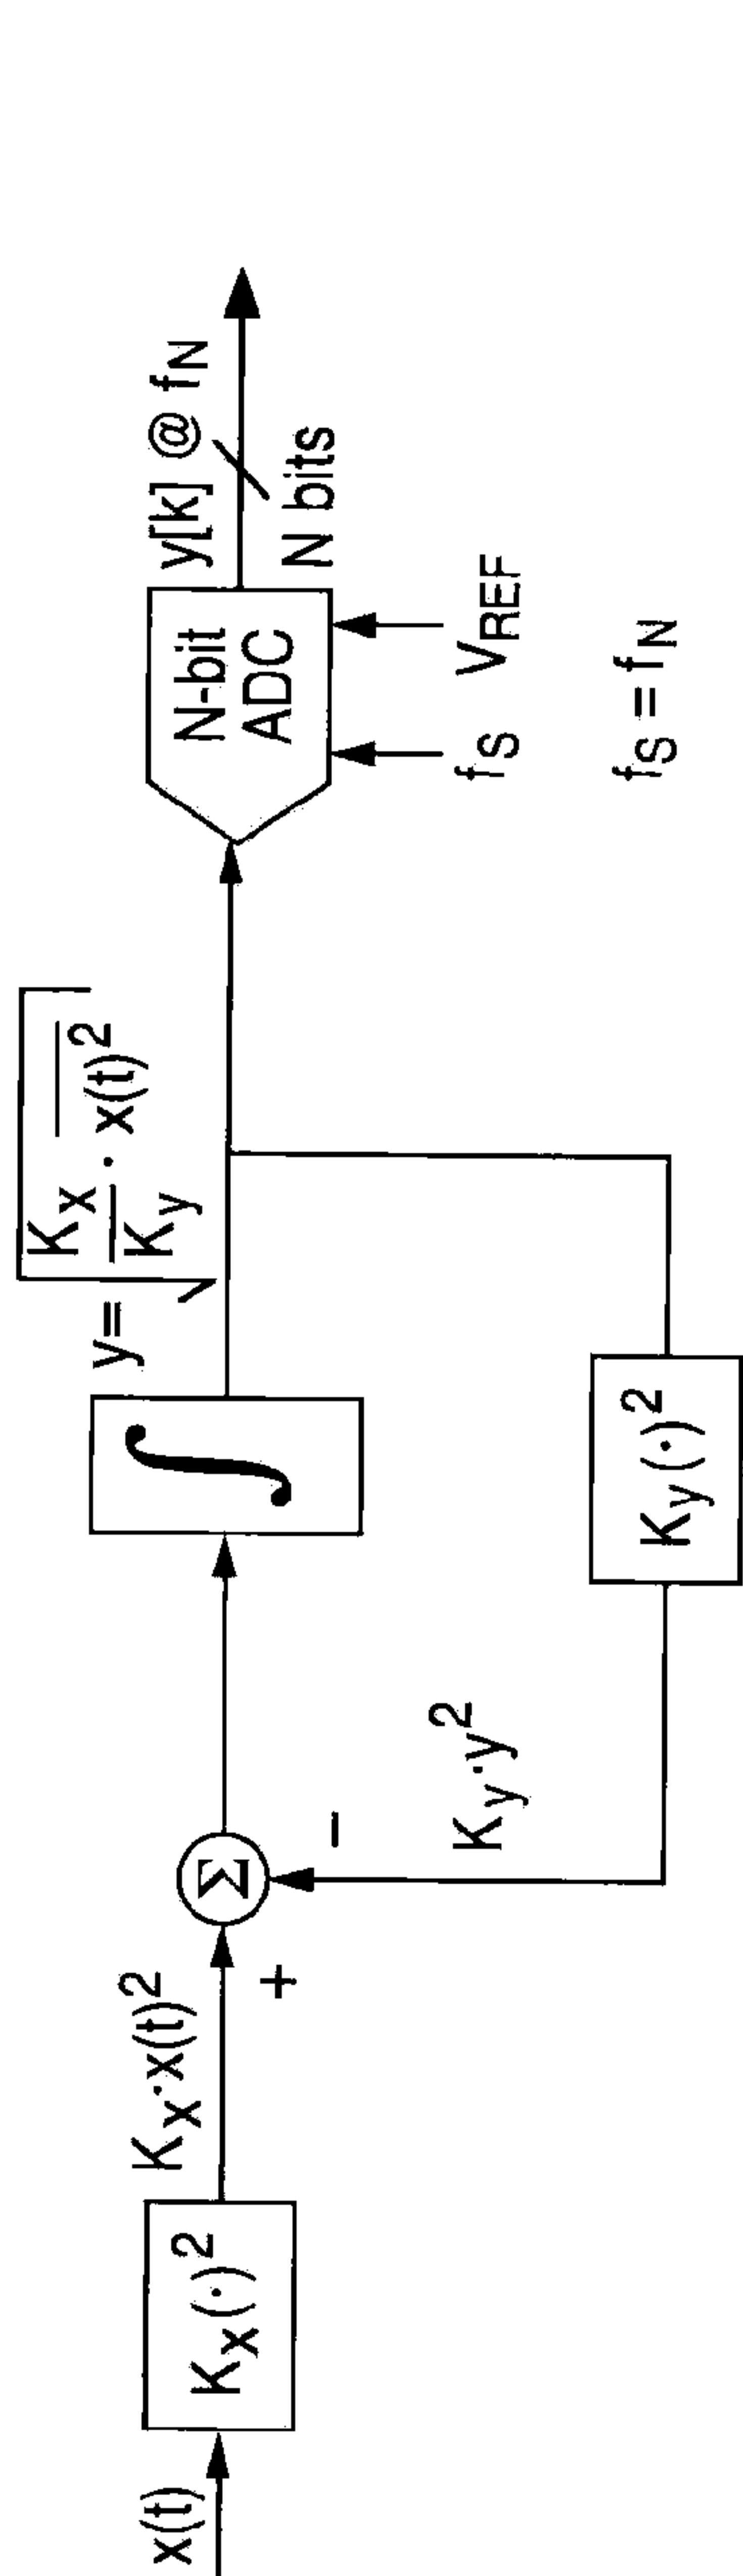 x(t)
Kx(·)²
Kx·x(t)²
+
Σ
−
Ky·y²
∫
Ky(·)²
y=√(Kx/Ky · x(t)²‾)
N-bit
ADC
fS
VREF
fS = fN
y[k] @ fN
N bits